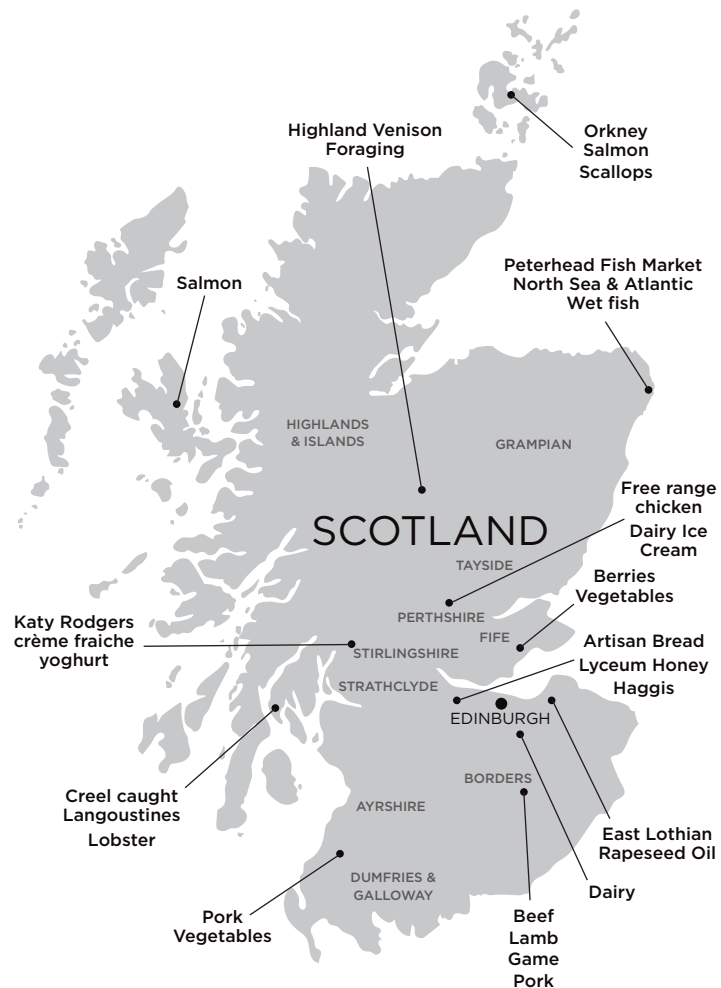 Highland Venison
Foraging
Orkney
Salmon
Scallops
Peterhead Fish Market
North Sea & Atlantic
Wet fish
Salmon
HIGHLANDS
& ISLANDS
GRAMPIAN
Free range
chicken
Dairy Ice
Cream
SCOTLAND
TAYSIDE
Berries
Vegetables
PERTHSHIRE
FIFE
Katy Rodgers
crème fraiche
yoghurt
STIRLINGSHIRE
Artisan Bread
Lyceum Honey
Haggis
STRATHCLYDE
EDINBURGH
BORDERS
Creel caught
Langoustines
Lobster
AYRSHIRE
East Lothian
Rapeseed Oil
DUMFRIES &
GALLOWAY
Dairy
Pork
Vegetables
Beef
Lamb
Game
Pork